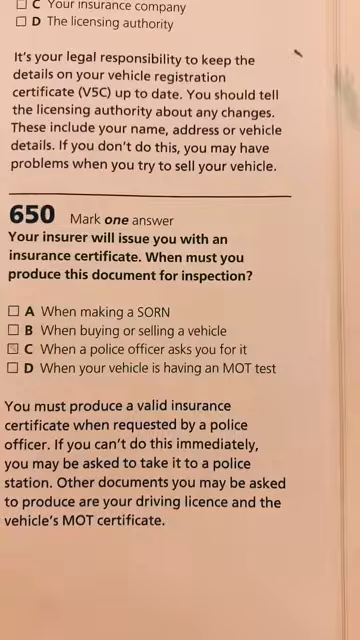 ☐ C Your insurance company
☐ D The licensing authority
It's your legal responsibility to keep the
details on your vehicle registration
certificate (V5C) up to date. You should tell
the licensing authority about any changes.
These include your name, address or vehicle
details. If you don't do this, you may have
problems when you try to sell your vehicle.
650 Mark one answer
Your insurer will issue you with an
insurance certificate. When must you
produce this document for inspection?
☐ A When making a SORN
☐ B When buying or selling a vehicle
☒ C When a police officer asks you for it
☐ D When your vehicle is having an MOT test
You must produce a valid insurance
certificate when requested by a police
officer. If you can't do this immediately,
you may be asked to take it to a police
station. Other documents you may be asked
to produce are your driving licence and the
vehicle's MOT certificate.